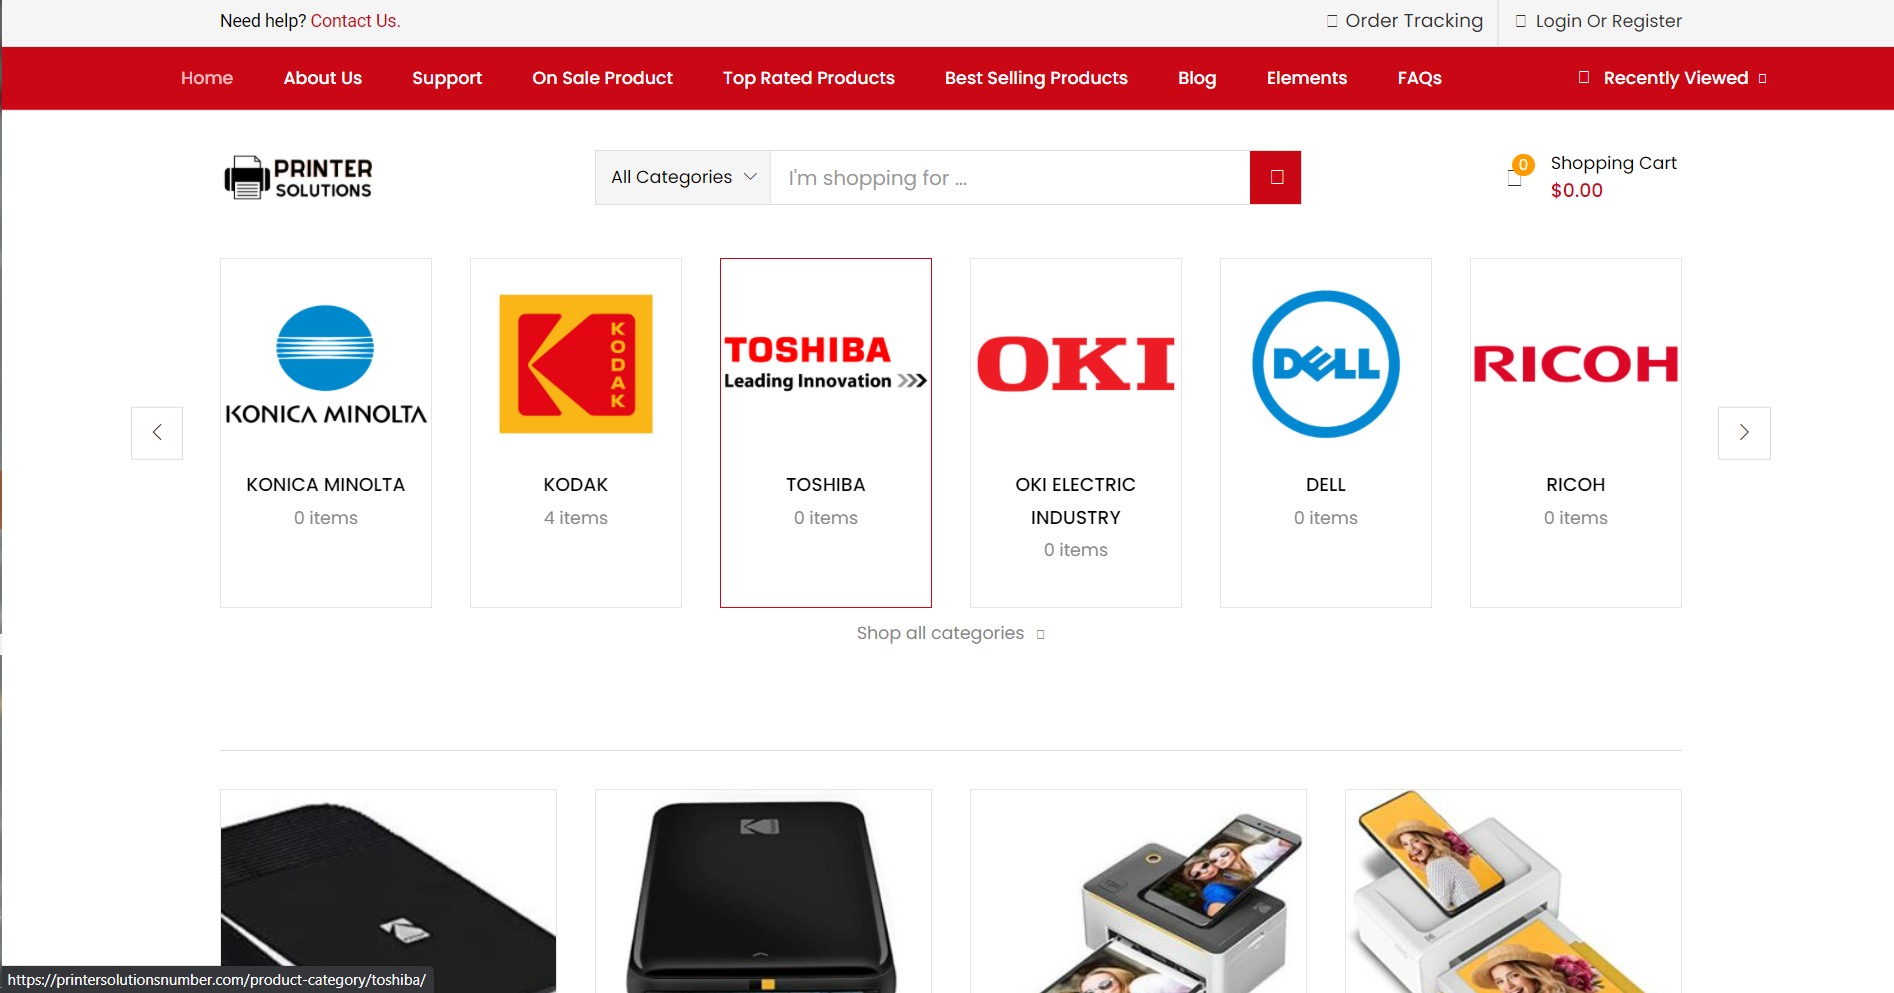 Need help? Contact Us.
Order Tracking
Login Or Register
Home
About Us
Support
On Sale Product
Top Rated Products
Best Selling Products
Blog
Elements
FAQs
Recently Viewed
PRINTER
SOLUTIONS
All Categories
I'm shopping for ...
0
Shopping Cart
$0.00
KONICA MINOLTA
KODAK
TOSHIBA
Leading Innovation >>>
OKI
DELL
RICOH
KONICA MINOLTA
0 items
KODAK
4 items
TOSHIBA
0 items
OKI ELECTRIC
INDUSTRY
0 items
DELL
0 items
RICOH
0 items
Shop all categories
https://printersolutionsnumber.com/product-category/toshiba/